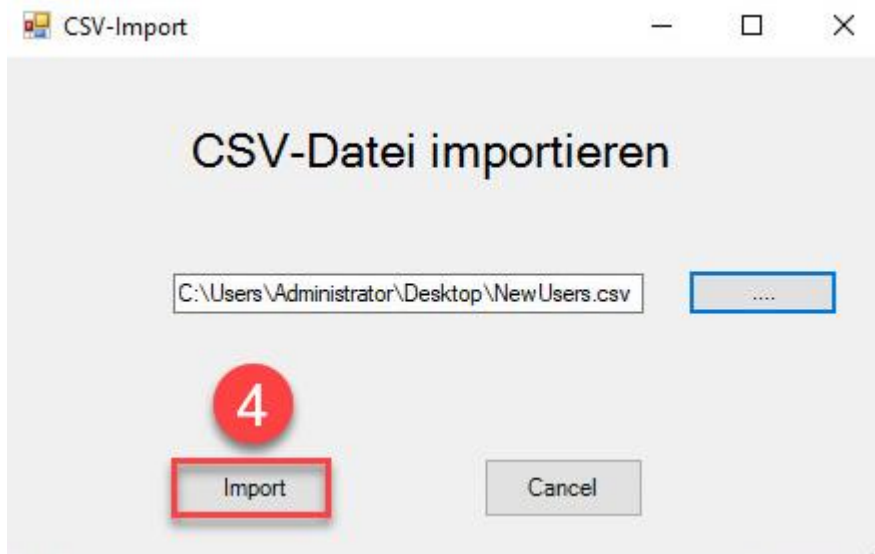 CSV-Import
CSV-Datei importieren
C:\Users\Administrator\Desktop\NewUsers.csv
....
4
Import
Cancel